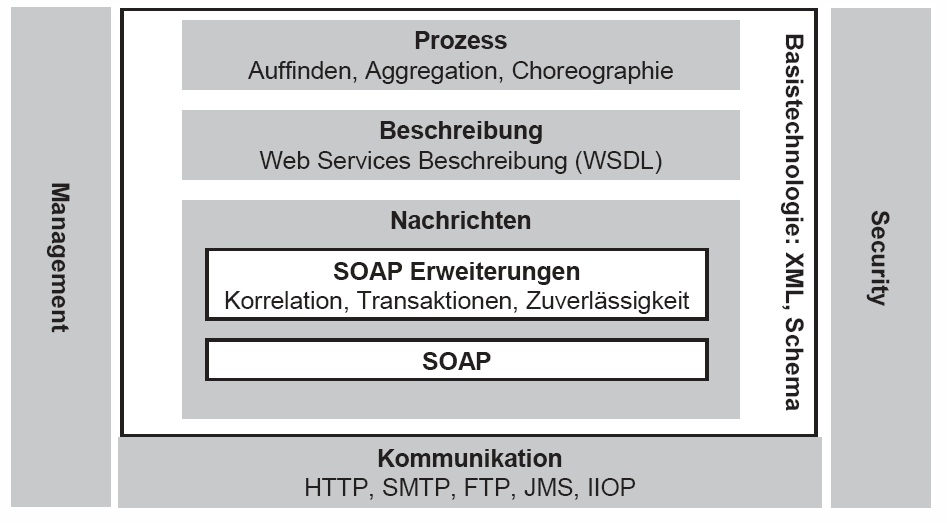 Management
Prozess
Auffinden, Aggregation, Choreographie
Beschreibung
Web Services Beschreibung (WSDL)
Nachrichten
SOAP Erweiterungen
Korrelation, Transaktionen, Zuverlässigkeit
SOAP
Basistechnologie: XML, Schema
Kommunikation
HTTP, SMTP, FTP, JMS, IIOP
Security